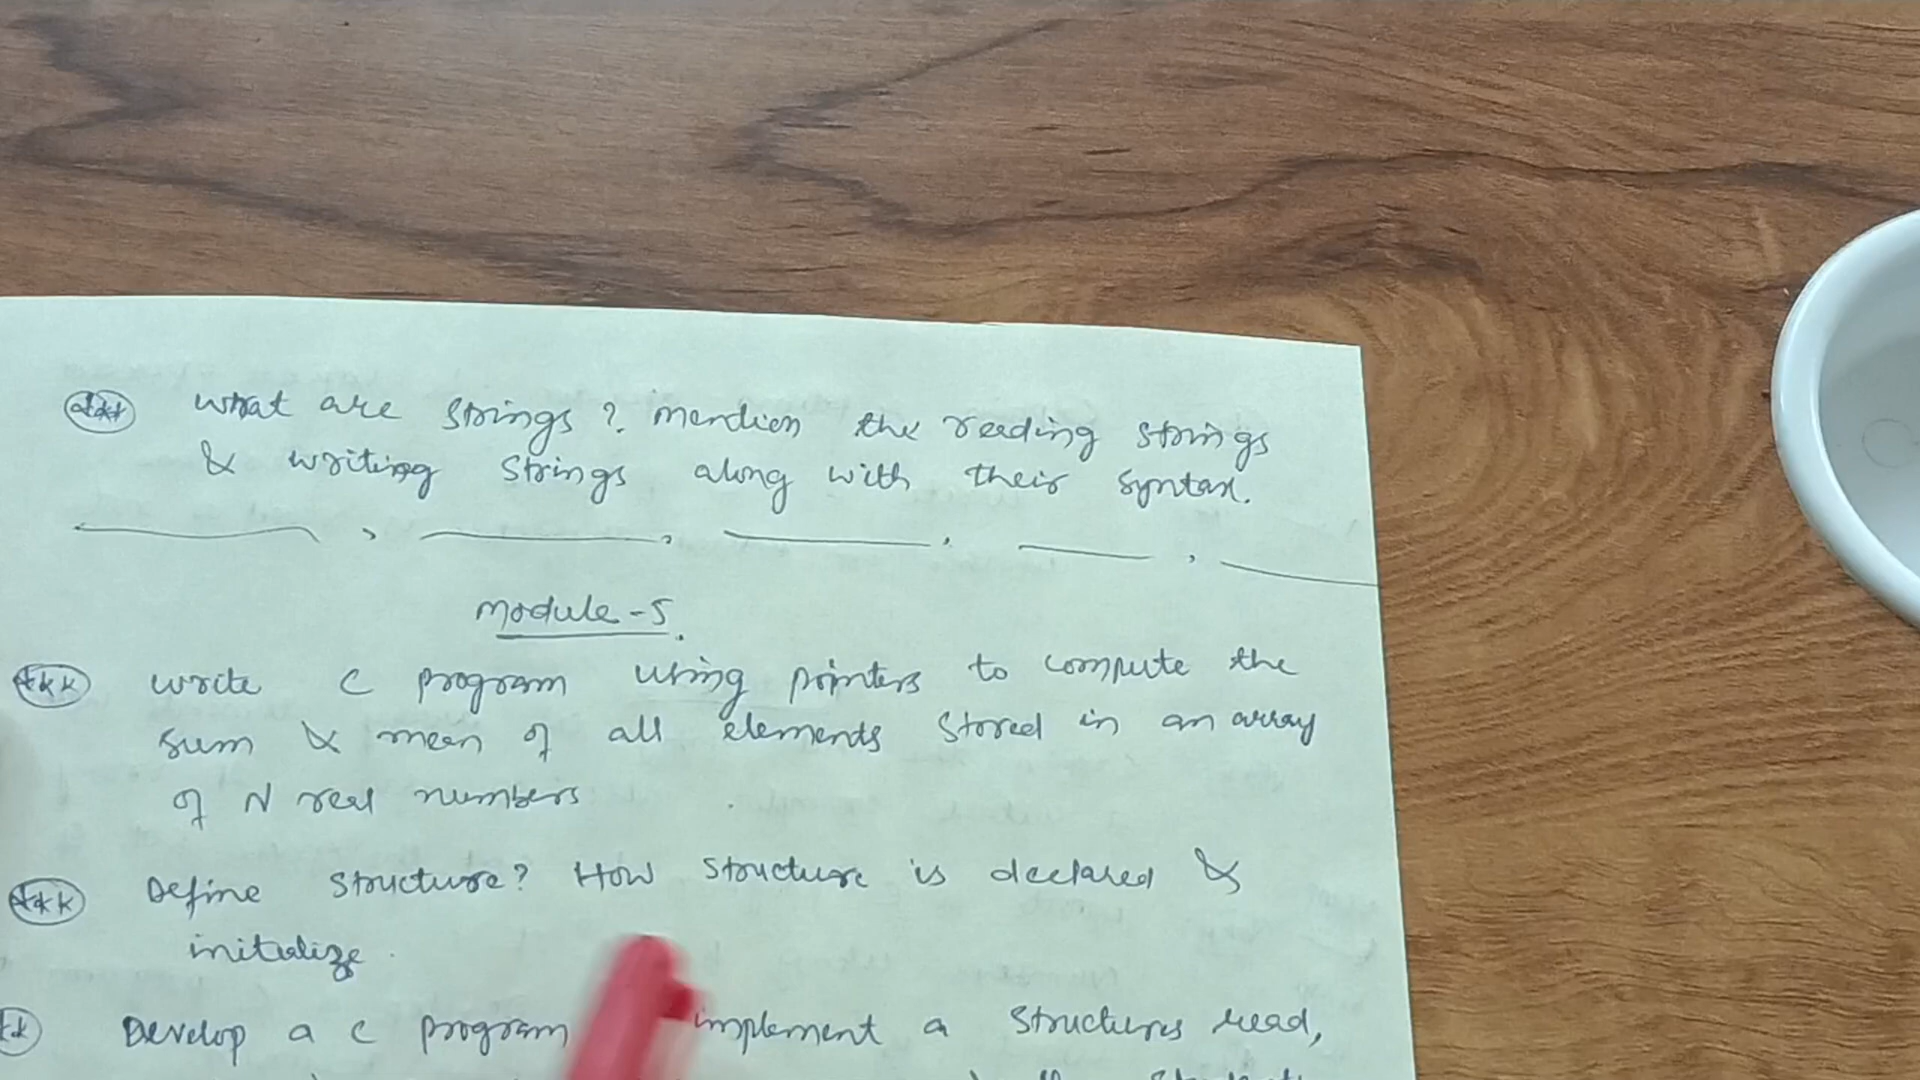 *** what are strings? mention the reading strings
& writing strings along with their syntax.
Module-5.
*** write C program using pointers to compute the
sum & mean of all elements stored in an array
of N real numbers
*** Define structure? How structure is declared &
initialize.
Develop a C program implement a structures read,